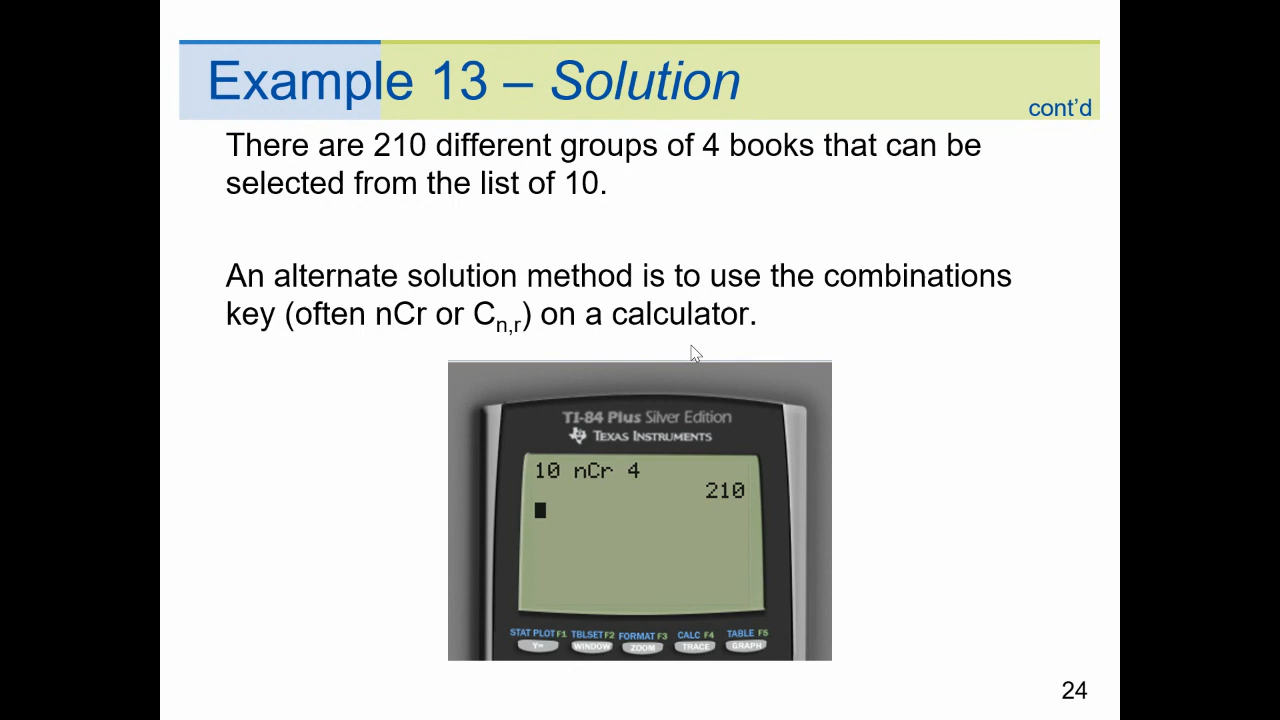 Example 13 – Solution
cont’d
There are 210 different groups of 4 books that can be
selected from the list of 10.
An alternate solution method is to use the combinations
key (often nCr or Cn,r) on a calculator.
TI-84 Plus Silver Edition
TEXAS INSTRUMENTS
10 nCr 4
210
STAT PLOT F1 TBLSET F2 FORMAT F3 CALC F4 TABLE F5
Y= WINDOW ZOOM TRACE GRAPH
24